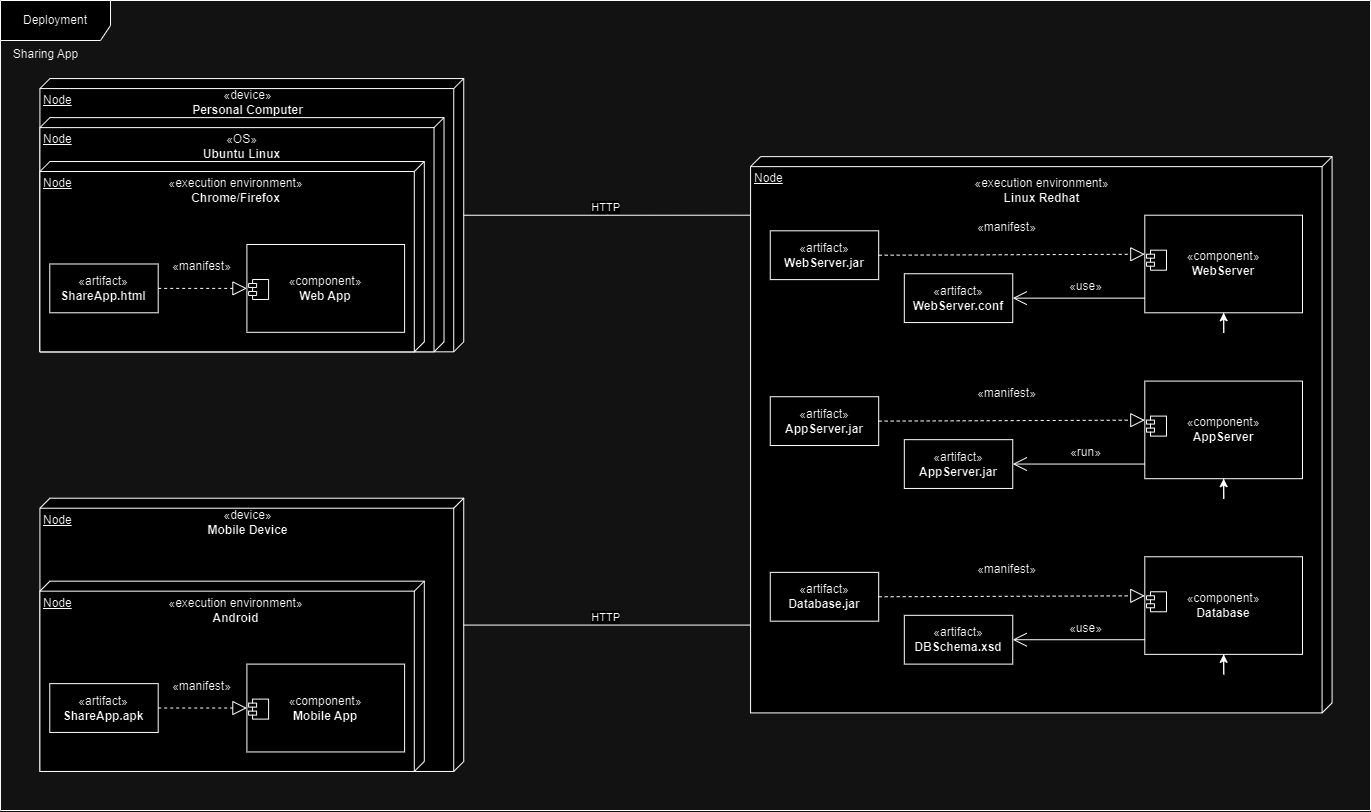 Deployment
Sharing App
Node
«device»
Personal Computer
Node
«OS»
Ubuntu Linux
Node
«execution environment»
Chrome/Firefox
«artifact»
ShareApp.html
«manifest»
«component»
Web App
HTTP
Node
«device»
Mobile Device
Node
«execution environment»
Android
«artifact»
ShareApp.apk
«manifest»
«component»
Mobile App
HTTP
Node
«execution environment»
Linux Redhat
«artifact»
WebServer.jar
«manifest»
«component»
WebServer
«artifact»
WebServer.conf
«use»
«artifact»
AppServer.jar
«manifest»
«component»
AppServer
«artifact»
AppServer.jar
«run»
«artifact»
Database.jar
«manifest»
«component»
Database
«artifact»
DBSchema.xsd
«use»